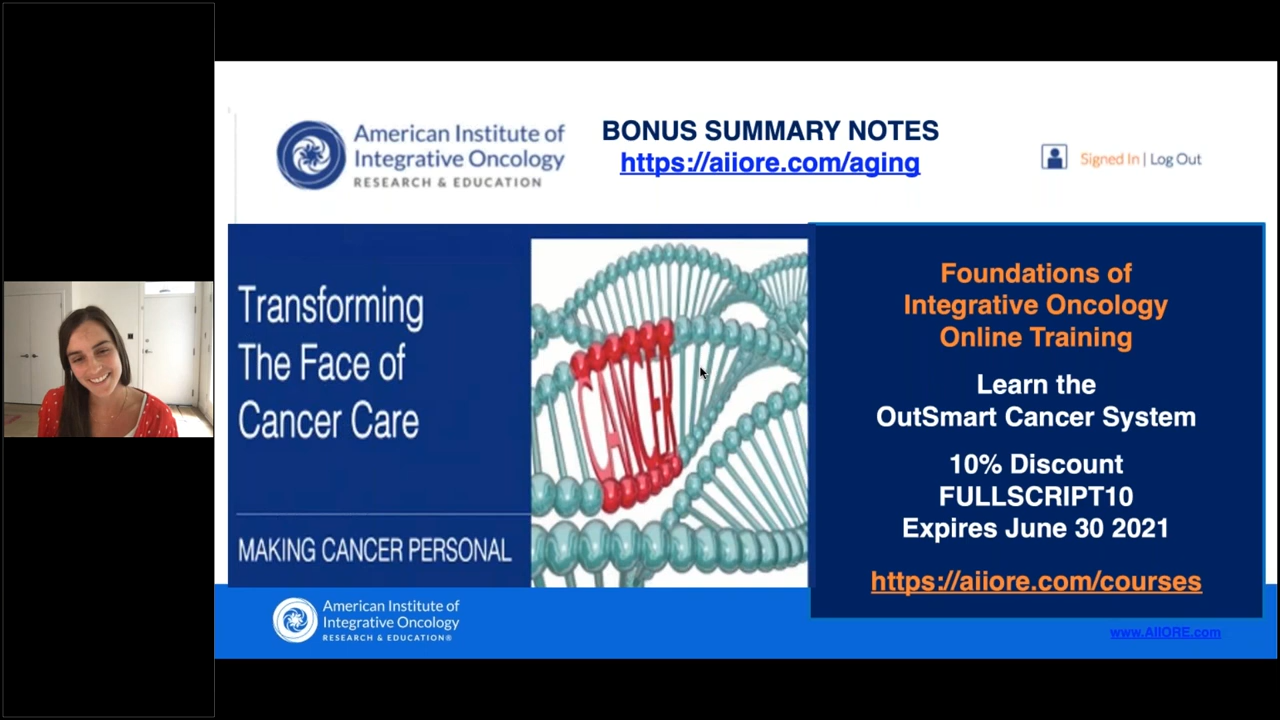 American Institute of
Integrative Oncology
RESEARCH & EDUCATION
BONUS SUMMARY NOTES
https://aiiore.com/aging
Signed In | Log Out
Transforming
The Face of
Cancer Care
MAKING CANCER PERSONAL
CANCER
Foundations of
Integrative Oncology
Online Training
Learn the
OutSmart Cancer System
10% Discount
FULLSCRIPT10
Expires June 30 2021
https://aiiore.com/courses
American Institute of
Integrative Oncology
RESEARCH & EDUCATION®
www.AIIORE.com